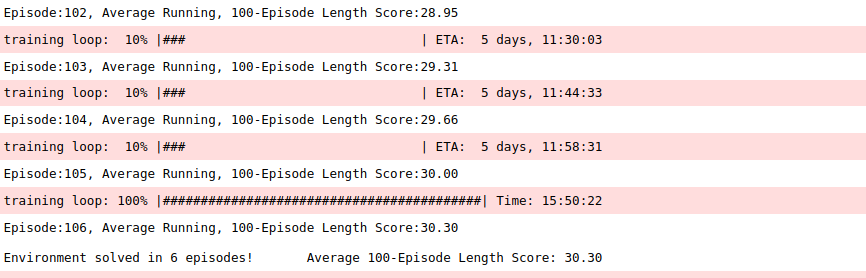 Episode:102, Average Running, 100-Episode Length Score:28.95
training loop:  10% |###                               | ETA:  5 days, 11:30:03
Episode:103, Average Running, 100-Episode Length Score:29.31
training loop:  10% |###                               | ETA:  5 days, 11:44:33
Episode:104, Average Running, 100-Episode Length Score:29.66
training loop:  10% |###                               | ETA:  5 days, 11:58:31
Episode:105, Average Running, 100-Episode Length Score:30.00
training loop: 100% |##########################################| Time: 15:50:22
Episode:106, Average Running, 100-Episode Length Score:30.30
Environment solved in 6 episodes!       Average 100-Episode Length Score: 30.30